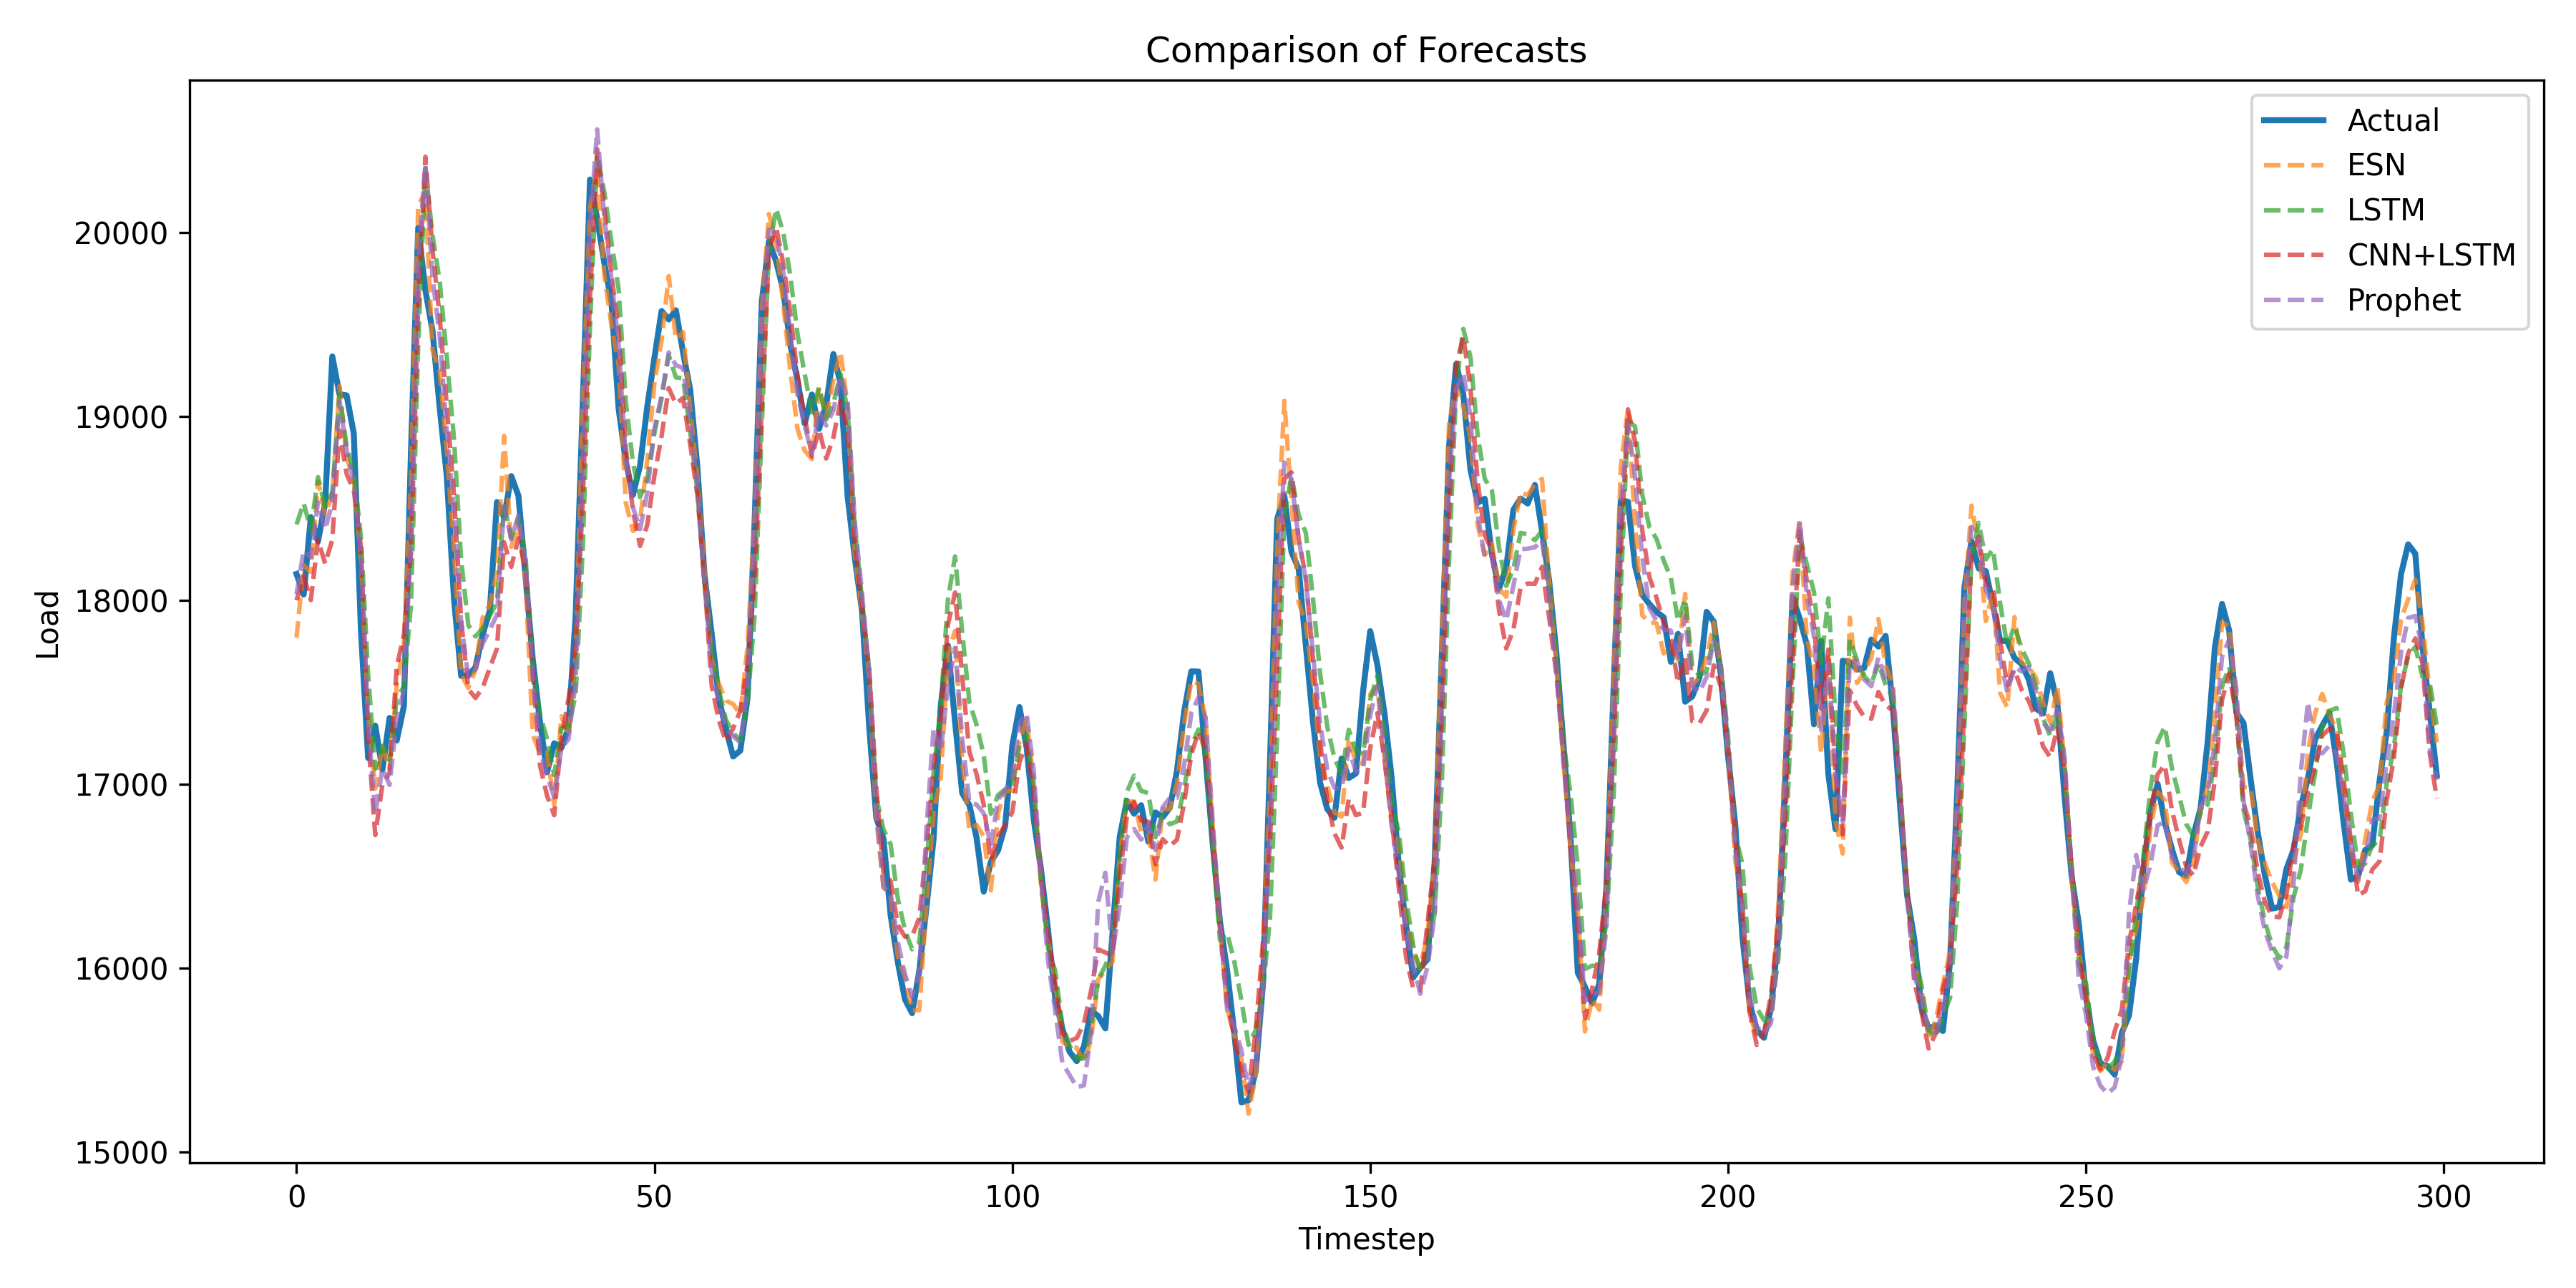 Comparison of Forecasts
Actual
ESN
LSTM
CNN+LSTM
Prophet
Load
20000
19000
18000
17000
16000
15000
0 50 100 150 200 250 300
Timestep